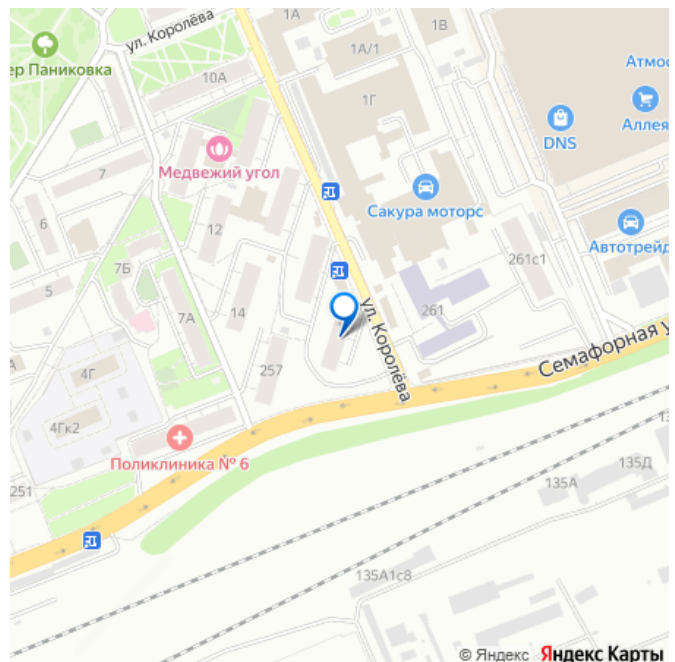 1А
1В
ул. Королёва
1А/1
Атмос
ер Паниковка
10А
1Г
DNS
Аллея
Медвежий угол
7
Сакура моторс
6
12
Автотрейд
7Б
261с1
5
14
7А
261
ул. Королёва
257
4Г
Семафорная у
4Гк2
Поликлиника № 6
135Д
251
135А
135А1с8
© Яндекс Яндекс Карты